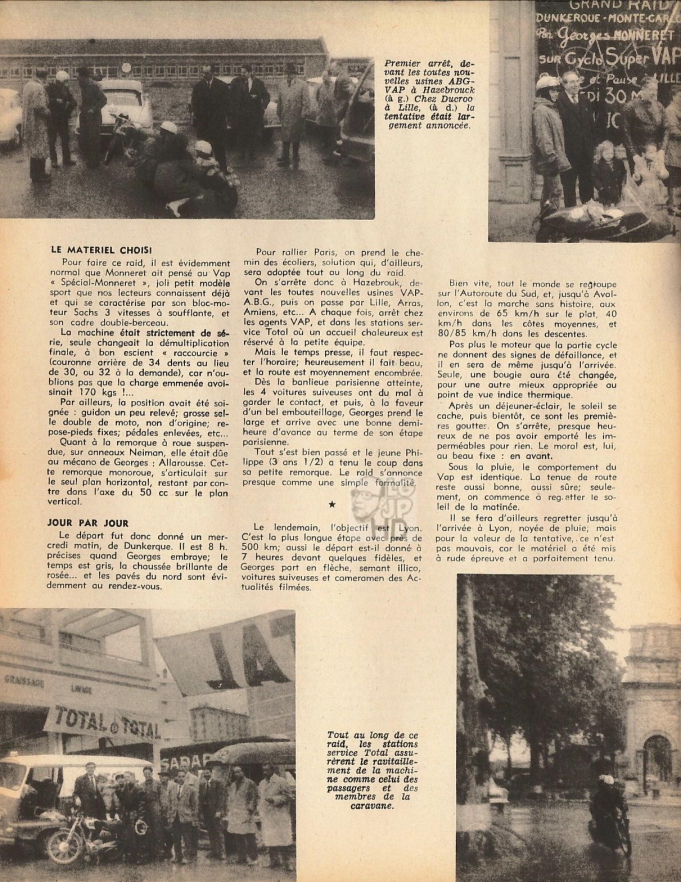 Premier arrêt, de-
vant les toutes nou-
velles usines ABG-
VAP à Hazebrouck
(à g.) Chez Ducroo
à Lille, (à d.) la
tentative était lar-
gement annoncée.
GRAND RAID
DUNKERQUE-MONTE-CARLO
Par Georges MONNERET
SUR Cyclo Super VAP
et Pause à LILLE
DI 30 M
LE MATERIEL CHOISI
Pour faire ce raid, il est évidemment
normal que Monneret ait pensé au Vap
« Spécial-Monneret », joli petit modèle
sport que nos lecteurs connaissent déjà
et qui se caractérise par son bloc-mo-
teur Sachs 3 vitesses à soufflante, et
son cadre double-berceau.
La machine était strictement de sé-
rie, seule changeait la démultiplication
finale, à bon escient « raccourcie »
(couronne arrière de 34 dents au lieu
de 30, ou 32 à la demande), car n'ou-
blions pas que la charge emmenée avoi-
sinait 170 kgs !...
Par ailleurs, la position avait été soi-
gnée : guidon un peu relevé; grosse sel-
le double de moto, non d'origine; re-
pose-pieds fixes; pédales enlevées, etc...
Quant à la remorque à roue suspen-
due, sur anneaux Neiman, elle était dûe
au mécano de Georges : Allarousse. Cet-
te remorque monoroue, s'articulait sur
le seul plan horizontal, restant par con-
tre dans l'axe du 50 cc sur le plan
vertical.
JOUR PAR JOUR
Le départ fut donc donné un mer-
credi matin, de Dunkerque. Il est 8 h.
précises quand Georges embraye; le
temps est gris, la chaussée brillante de
rosée... et les pavés du nord sont évi-
demment au rendez-vous.
Pour rallier Paris, on prend le che-
min des écoliers, solution qui, d'ailleurs,
sera adoptée tout au long du raid.
On s'arrête donc à Hazebrouk, de-
vant les toutes nouvelles usines VAP-
A.B.G., puis on passe par Lille, Arras,
Amiens, etc... A chaque fois, arrêt chez
les agents VAP, et dans les stations ser-
vice Total où un accueil chaleureux est
réservé à la petite équipe.
Mais le temps presse, il faut respec-
ter l'horaire; heureusement il fait beau,
et la route est moyennement encombrée.
Dès la banlieue parisienne atteinte,
les 4 voitures suiveuses ont du mal à
garder le contact, et puis, à la faveur
d'un bel embouteillage, Georges prend le
large et arrive avec une bonne demi-
heure d'avance au terme de son étape
parisienne.
Tout s'est bien passé et le jeune Phi-
lippe (3 ans 1/2) a tenu le coup dans
sa petite remorque. Le raid s'annonce
presque comme une simple formalité.
★
Le lendemain, l'objectif est Lyon.
C'est la plus longue étape avec près de
500 km; aussi le départ est-il donné à
7 heures devant quelques fidèles, et
Georges part en flèche, semant illico,
voitures suiveuses et cameramen des Ac-
tualités filmées.
Bien vite, tout le monde se regroupe
sur l'Autoroute du Sud, et, jusqu'à Aval-
lon, c'est la marche sans histoire, aux
environs de 65 km/h sur le plat, 40
km/h dans les côtes moyennes, et
80/85 km/h dans les descentes.
Pas plus le moteur que la partie cycle
ne donnent des signes de défaillance, et
il en sera de même jusqu'à l'arrivée.
Seule, une bougie aura été changée,
pour une autre mieux appropriée au
point de vue indice thermique.
Après un déjeuner-éclair, le soleil se
cache, puis bientôt, ce sont les premiè-
res gouttes. On s'arrête, presque heu-
reux de ne pas avoir emporté les im-
perméables pour rien. Le moral est, lui,
au beau fixe : en avant.
Sous la pluie, le comportement du
Vap est identique. La tenue de route
reste aussi bonne, aussi sûre; seule-
ment, on commence à regretter le so-
leil de la matinée.
Il se fera d'ailleurs regretter jusqu'à
l'arrivée à Lyon, noyée de pluie; mais
pour la valeur de la tentative, ce n'est
pas mauvais, car le matériel a été mis
à rude épreuve et a parfaitement tenu.
GRAISSAGE
LAVAGE
TOTAL
TOTAL
SADAP
Tout au long de ce
raid, les stations
service Total assu-
rèrent le ravitaille-
ment de la machi-
ne comme celui des
passagers et des
membres de la
caravane.